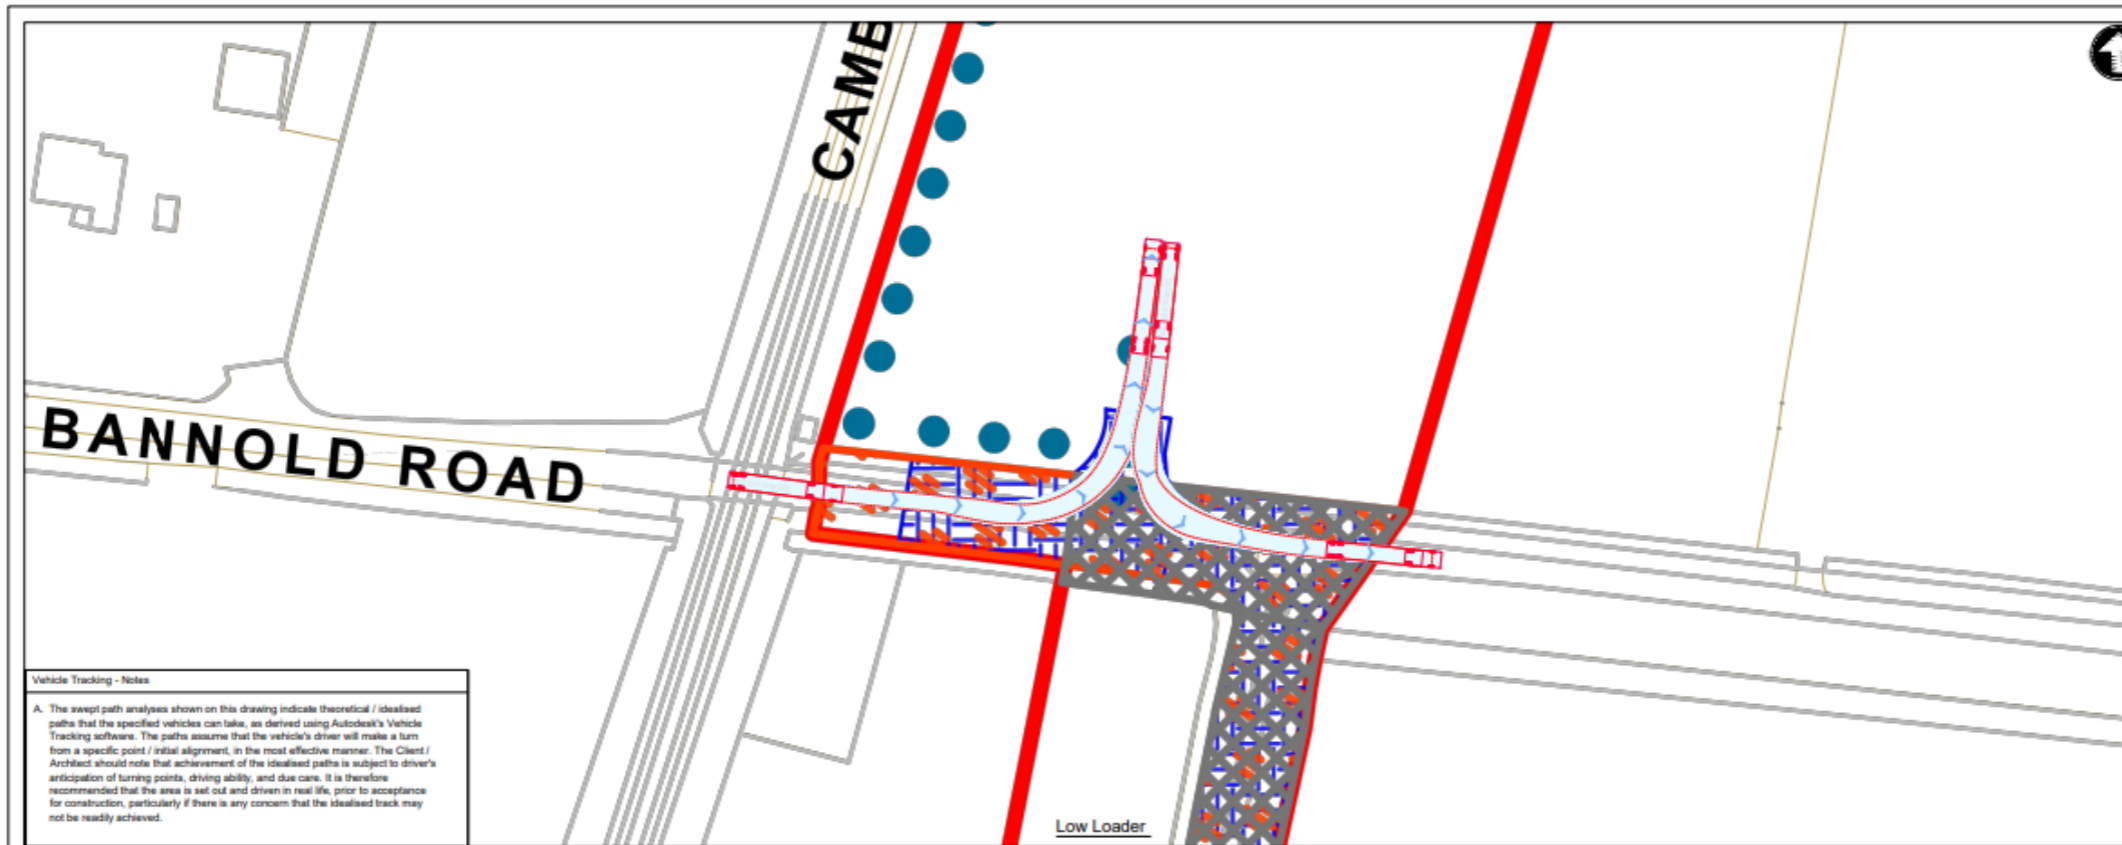 CAMB
BANNOLD ROAD
Vehicle Tracking - Notes
A. The swept path analyses shown on this drawing indicate theoretical / idealised
paths that the specified vehicles can take, as derived using Autodesk's Vehicle
Tracking software. The paths assume that the vehicle's driver will make a turn
from a specific point / initial alignment, in the most effective manner. The Client /
Architect should note that achievement of the idealised paths is subject to driver's
anticipation of turning points, driving ability, and due care. It is therefore
recommended that the area is set out and driven in real life, prior to acceptance
for construction, particularly if there is any concern that the idealised track may
not be readily achieved.
Low Loader